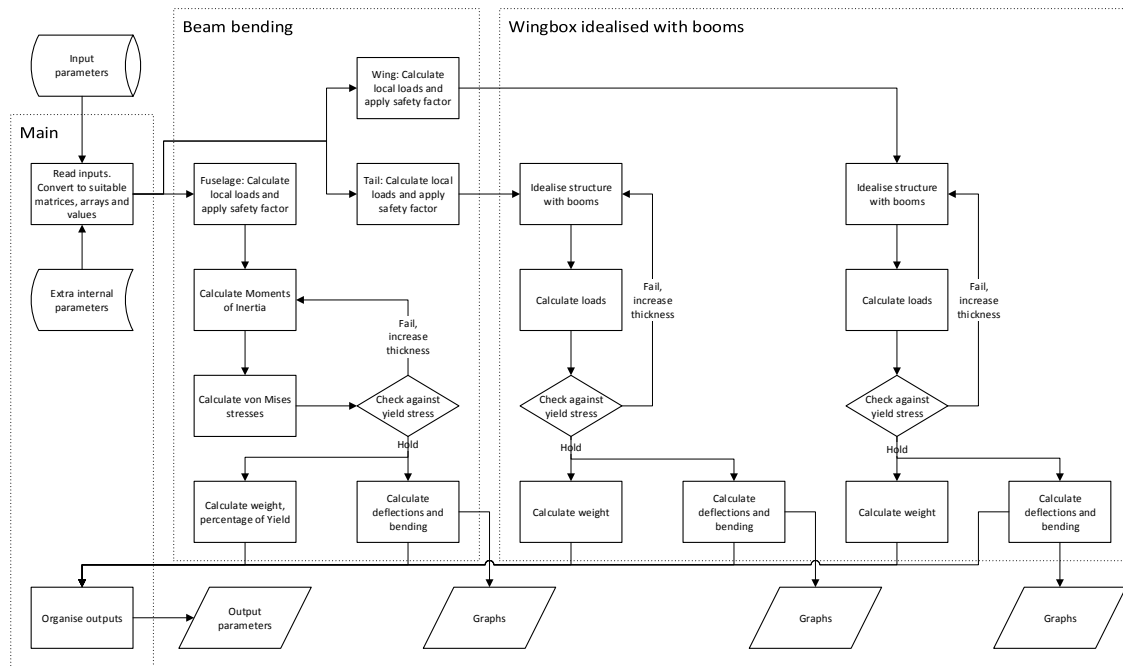 Beam bending
Wingbox idealised with booms
Input
parameters
Wing: Calculate
local loads and
apply safety factor
Main
Read inputs.
Convert to suitable
matrices, arrays and
values
Fuselage: Calculate
local loads and
apply safety factor
Tail: Calculate local
loads and apply
safety factor
Idealise structure
with booms
Idealise structure
with booms
Extra internal
parameters
Calculate Moments
of Inertia
Fail,
increase
thickness
Calculate loads
Fail,
increase
thickness
Calculate loads
Fail,
increase
thickness
Calculate von Mises
stresses
Check against
yield stress
Check against
yield stress
Check against
yield stress
Hold
Hold
Hold
Calculate weight,
percentage of Yield
Calculate
deflections and
bending
Calculate weight
Calculate
deflections and
bending
Calculate weight
Calculate
deflections and
bending
Organise outputs
Output
parameters
Graphs
Graphs
Graphs